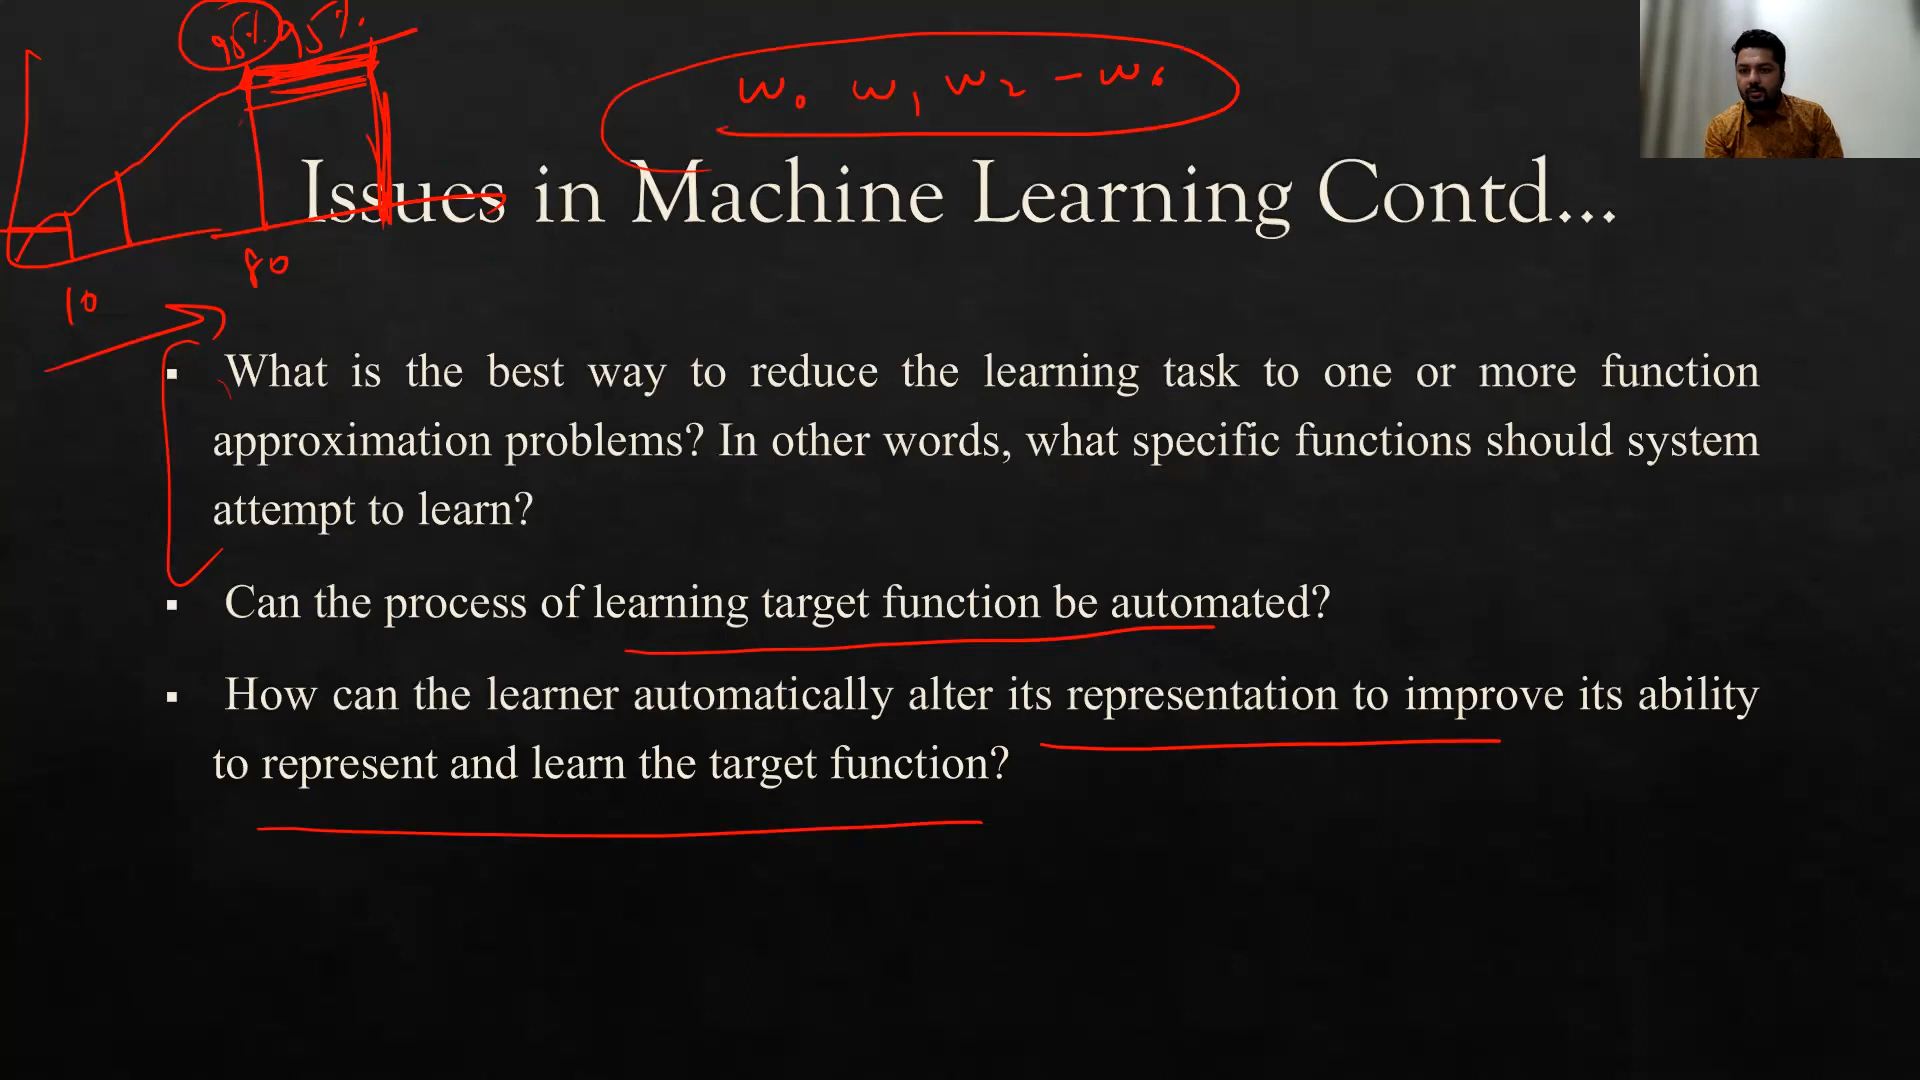 95% 95%
w0 w1 w2 – w6
Issues in Machine Learning Contd...
80
10
▪ What is the best way to reduce the learning task to one or more function
approximation problems? In other words, what specific functions should system
attempt to learn?
▪ Can the process of learning target function be automated?
▪ How can the learner automatically alter its representation to improve its ability
to represent and learn the target function?